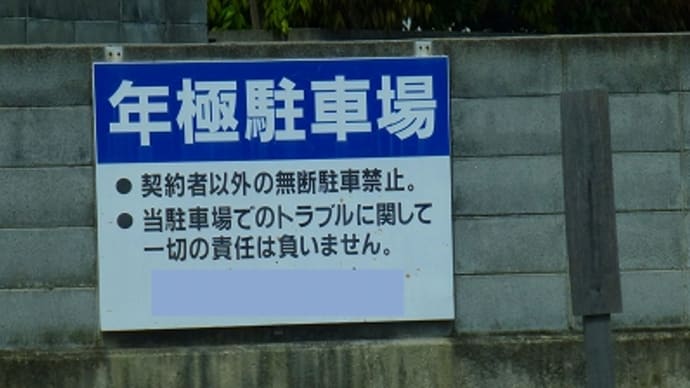 年極駐車場
● 契約者以外の無断駐車禁止。
● 当駐車場でのトラブルに関して
一切の責任は負いません。